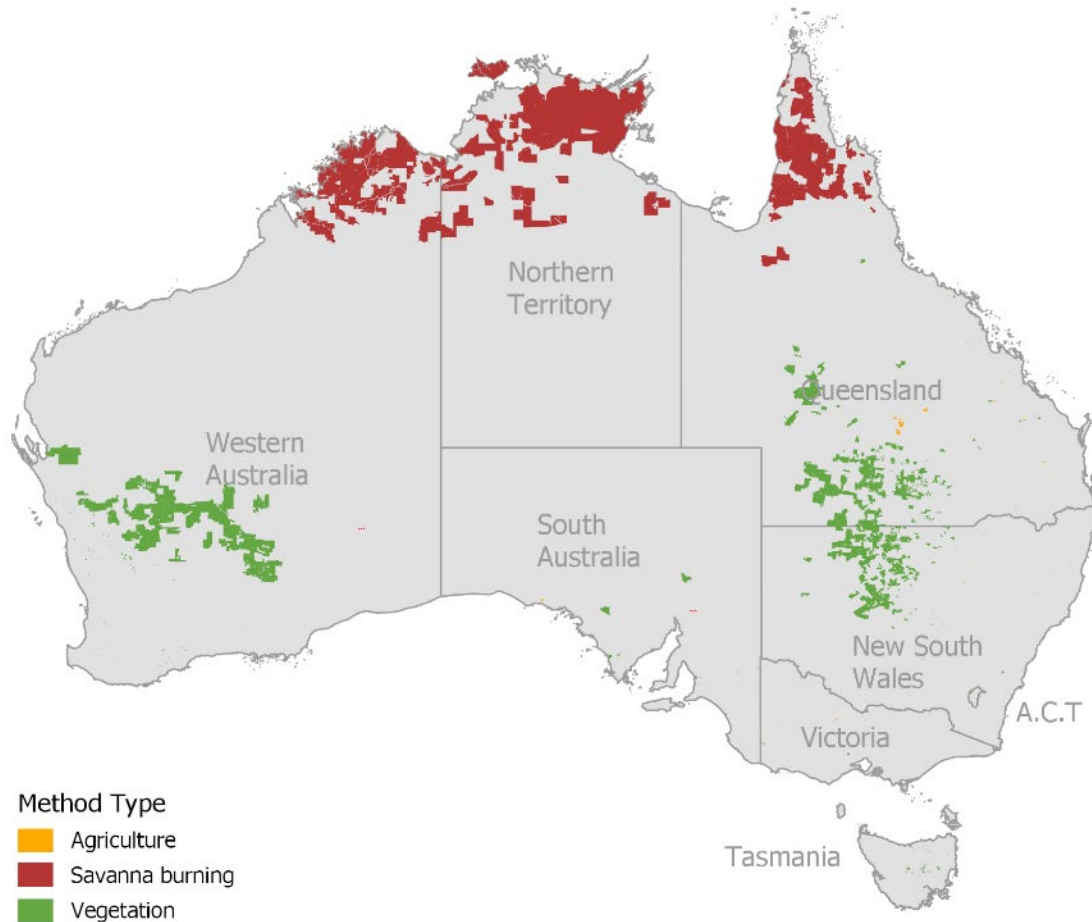 Northern
Territory
Queensland
Western
Australia
South
Australia
New South
Wales
A.C.T
Victoria
Tasmania
Method Type
Agriculture
Savanna burning
Vegetation